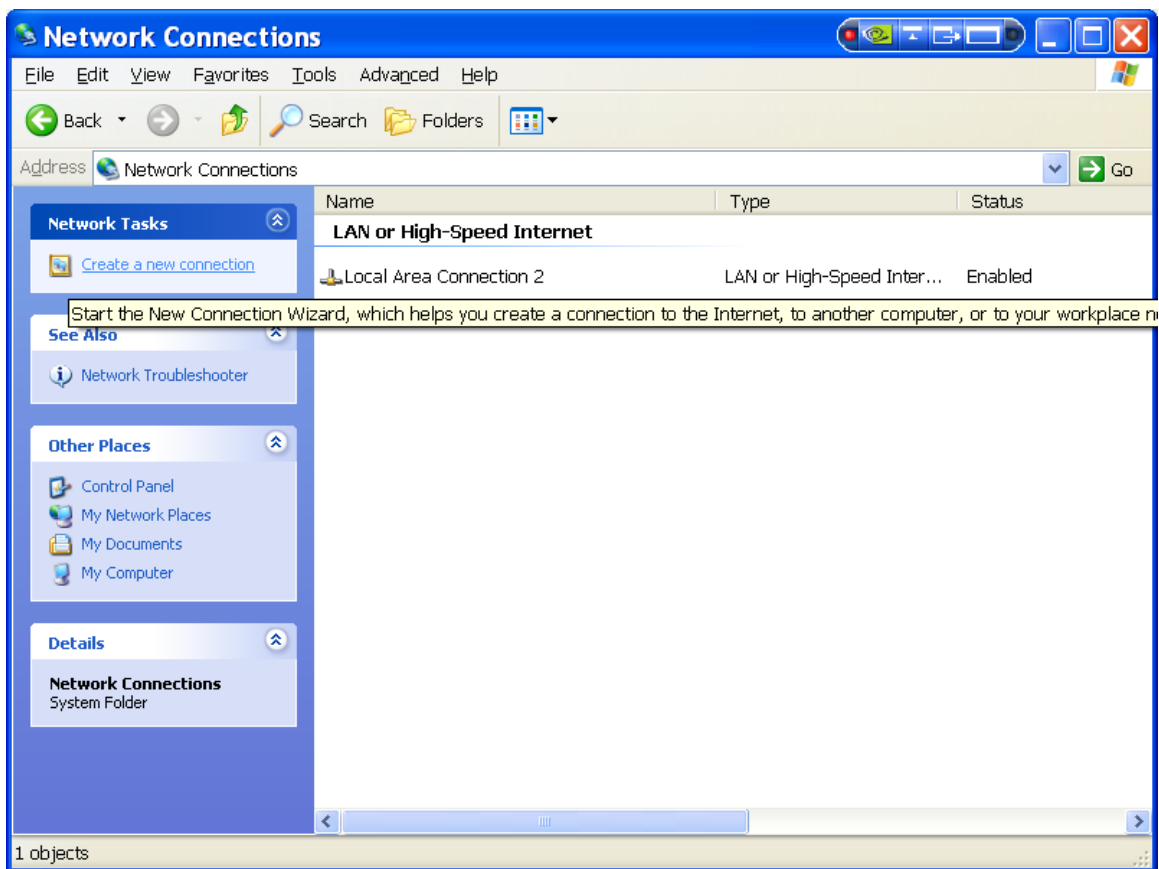 Network Connections
File Edit View Favorites Tools Advanced Help
Back Search Folders
Address Network Connections Go
Name Type Status
Network Tasks
LAN or High-Speed Internet
Create a new connection
Local Area Connection 2 LAN or High-Speed Inter... Enabled
Start the New Connection Wizard, which helps you create a connection to the Internet, to another computer, or to your workplace
See Also
Network Troubleshooter
Other Places
Control Panel
My Network Places
My Documents
My Computer
Details
Network Connections
System Folder
1 objects